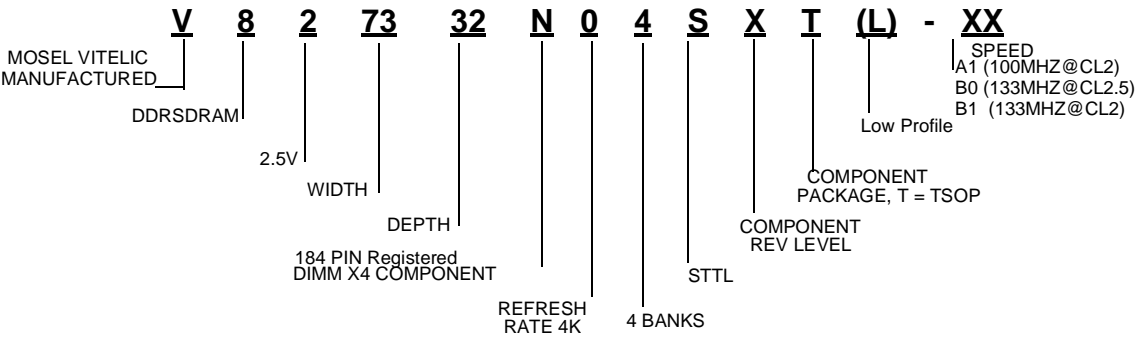 V 8 2 73 32 N 0 4 S X T (L) - XX
MOSEL VITELIC
MANUFACTURED
SPEED
A1 (100MHZ@CL2)
B0 (133MHZ@CL2.5)
B1 (133MHZ@CL2)
DDRSDRAM
Low Profile
2.5V
WIDTH
COMPONENT
PACKAGE, T = TSOP
DEPTH
COMPONENT
REV LEVEL
184 PIN Registered
DIMM X4 COMPONENT
STTL
REFRESH
RATE 4K
4 BANKS